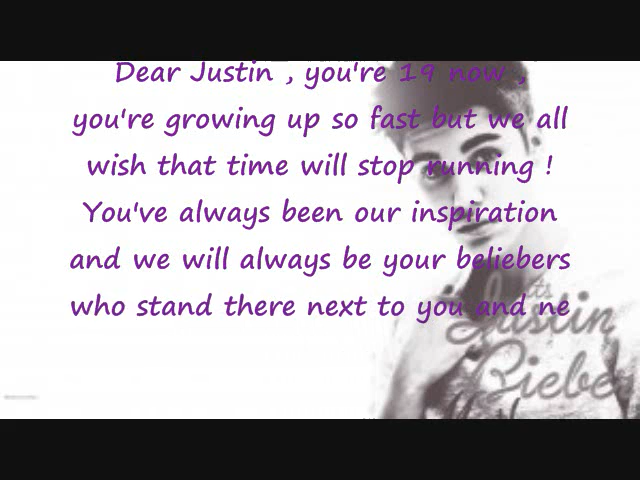 Dear Justin , you're 19 now ,
you're growing up so fast but we all
wish that time will stop running !
You've always been our inspiration
and we will always be your beliebers
who stand there next to you and ne
Justin
Biebe